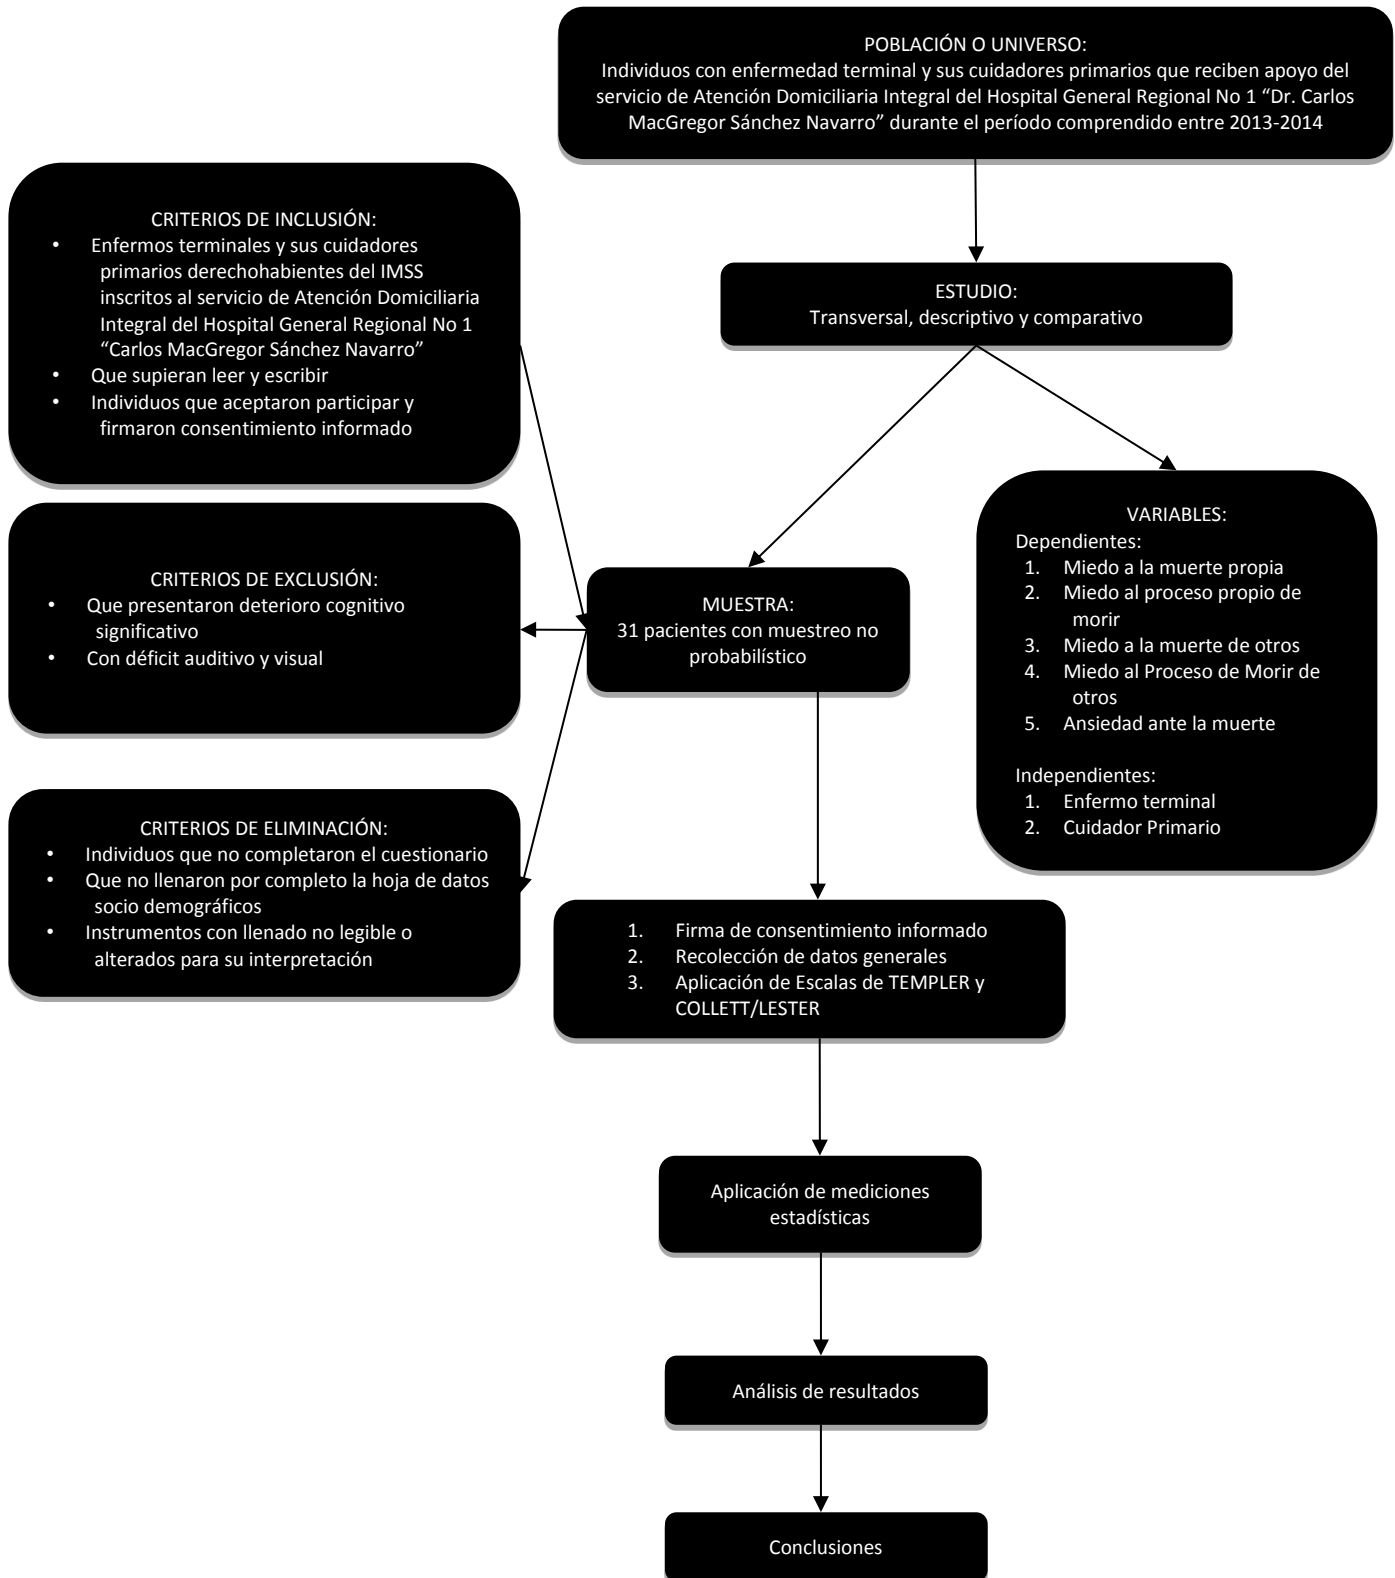 POBLACIÓN O UNIVERSO:
Individuos con enfermedad terminal y sus cuidadores primarios que reciben apoyo del
servicio de Atención Domiciliaria Integral del Hospital General Regional No 1 “Dr. Carlos
MacGregor Sánchez Navarro” durante el período comprendido entre 2013-2014
CRITERIOS DE INCLUSIÓN:
• Enfermos terminales y sus cuidadores
primarios derechohabientes del IMSS
inscritos al servicio de Atención Domiciliaria
Integral del Hospital General Regional No 1
“Carlos MacGregor Sánchez Navarro”
• Que supieran leer y escribir
• Individuos que aceptaron participar y
firmaron consentimiento informado
ESTUDIO:
Transversal, descriptivo y comparativo
CRITERIOS DE EXCLUSIÓN:
• Que presentaron deterioro cognitivo
significativo
• Con déficit auditivo y visual
MUESTRA:
31 pacientes con muestreo no
probabilístico
VARIABLES:
Dependientes:
1. Miedo a la muerte propia
2. Miedo al proceso propio de
morir
3. Miedo a la muerte de otros
4. Miedo al Proceso de Morir de
otros
5. Ansiedad ante la muerte
Independientes:
1. Enfermo terminal
2. Cuidador Primario
CRITERIOS DE ELIMINACIÓN:
• Individuos que no completaron el cuestionario
• Que no llenaron por completo la hoja de datos
socio demográficos
• Instrumentos con llenado no legible o
alterados para su interpretación
1. Firma de consentimiento informado
2. Recolección de datos generales
3. Aplicación de Escalas de TEMPLER y
COLLETT/LESTER
Aplicación de mediciones
estadísticas
Análisis de resultados
Conclusiones